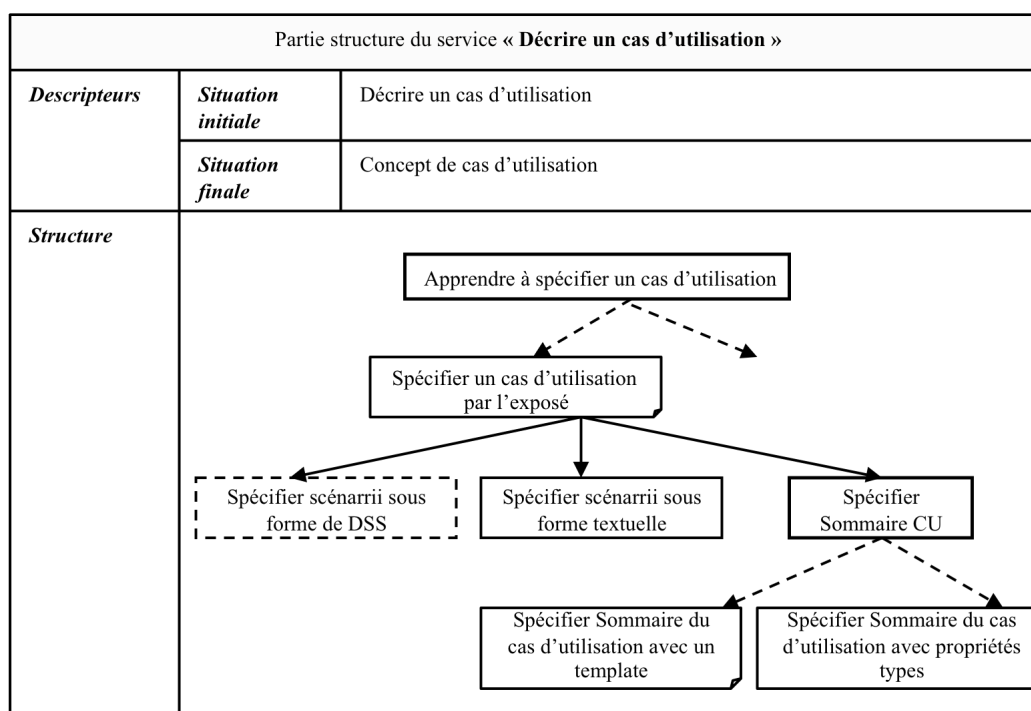 Partie structure du service « Décrire un cas d’utilisation »
Descripteurs
Situation
initiale
Décrire un cas d’utilisation
Situation
finale
Concept de cas d’utilisation
Structure
Apprendre à spécifier un cas d’utilisation
Spécifier un cas d’utilisation
par l’exposé
Spécifier scénarrii sous
forme de DSS
Spécifier scénarrii sous
forme textuelle
Spécifier
Sommaire CU
Spécifier Sommaire du
cas d’utilisation avec un
template
Spécifier Sommaire du cas
d’utilisation avec propriétés
types